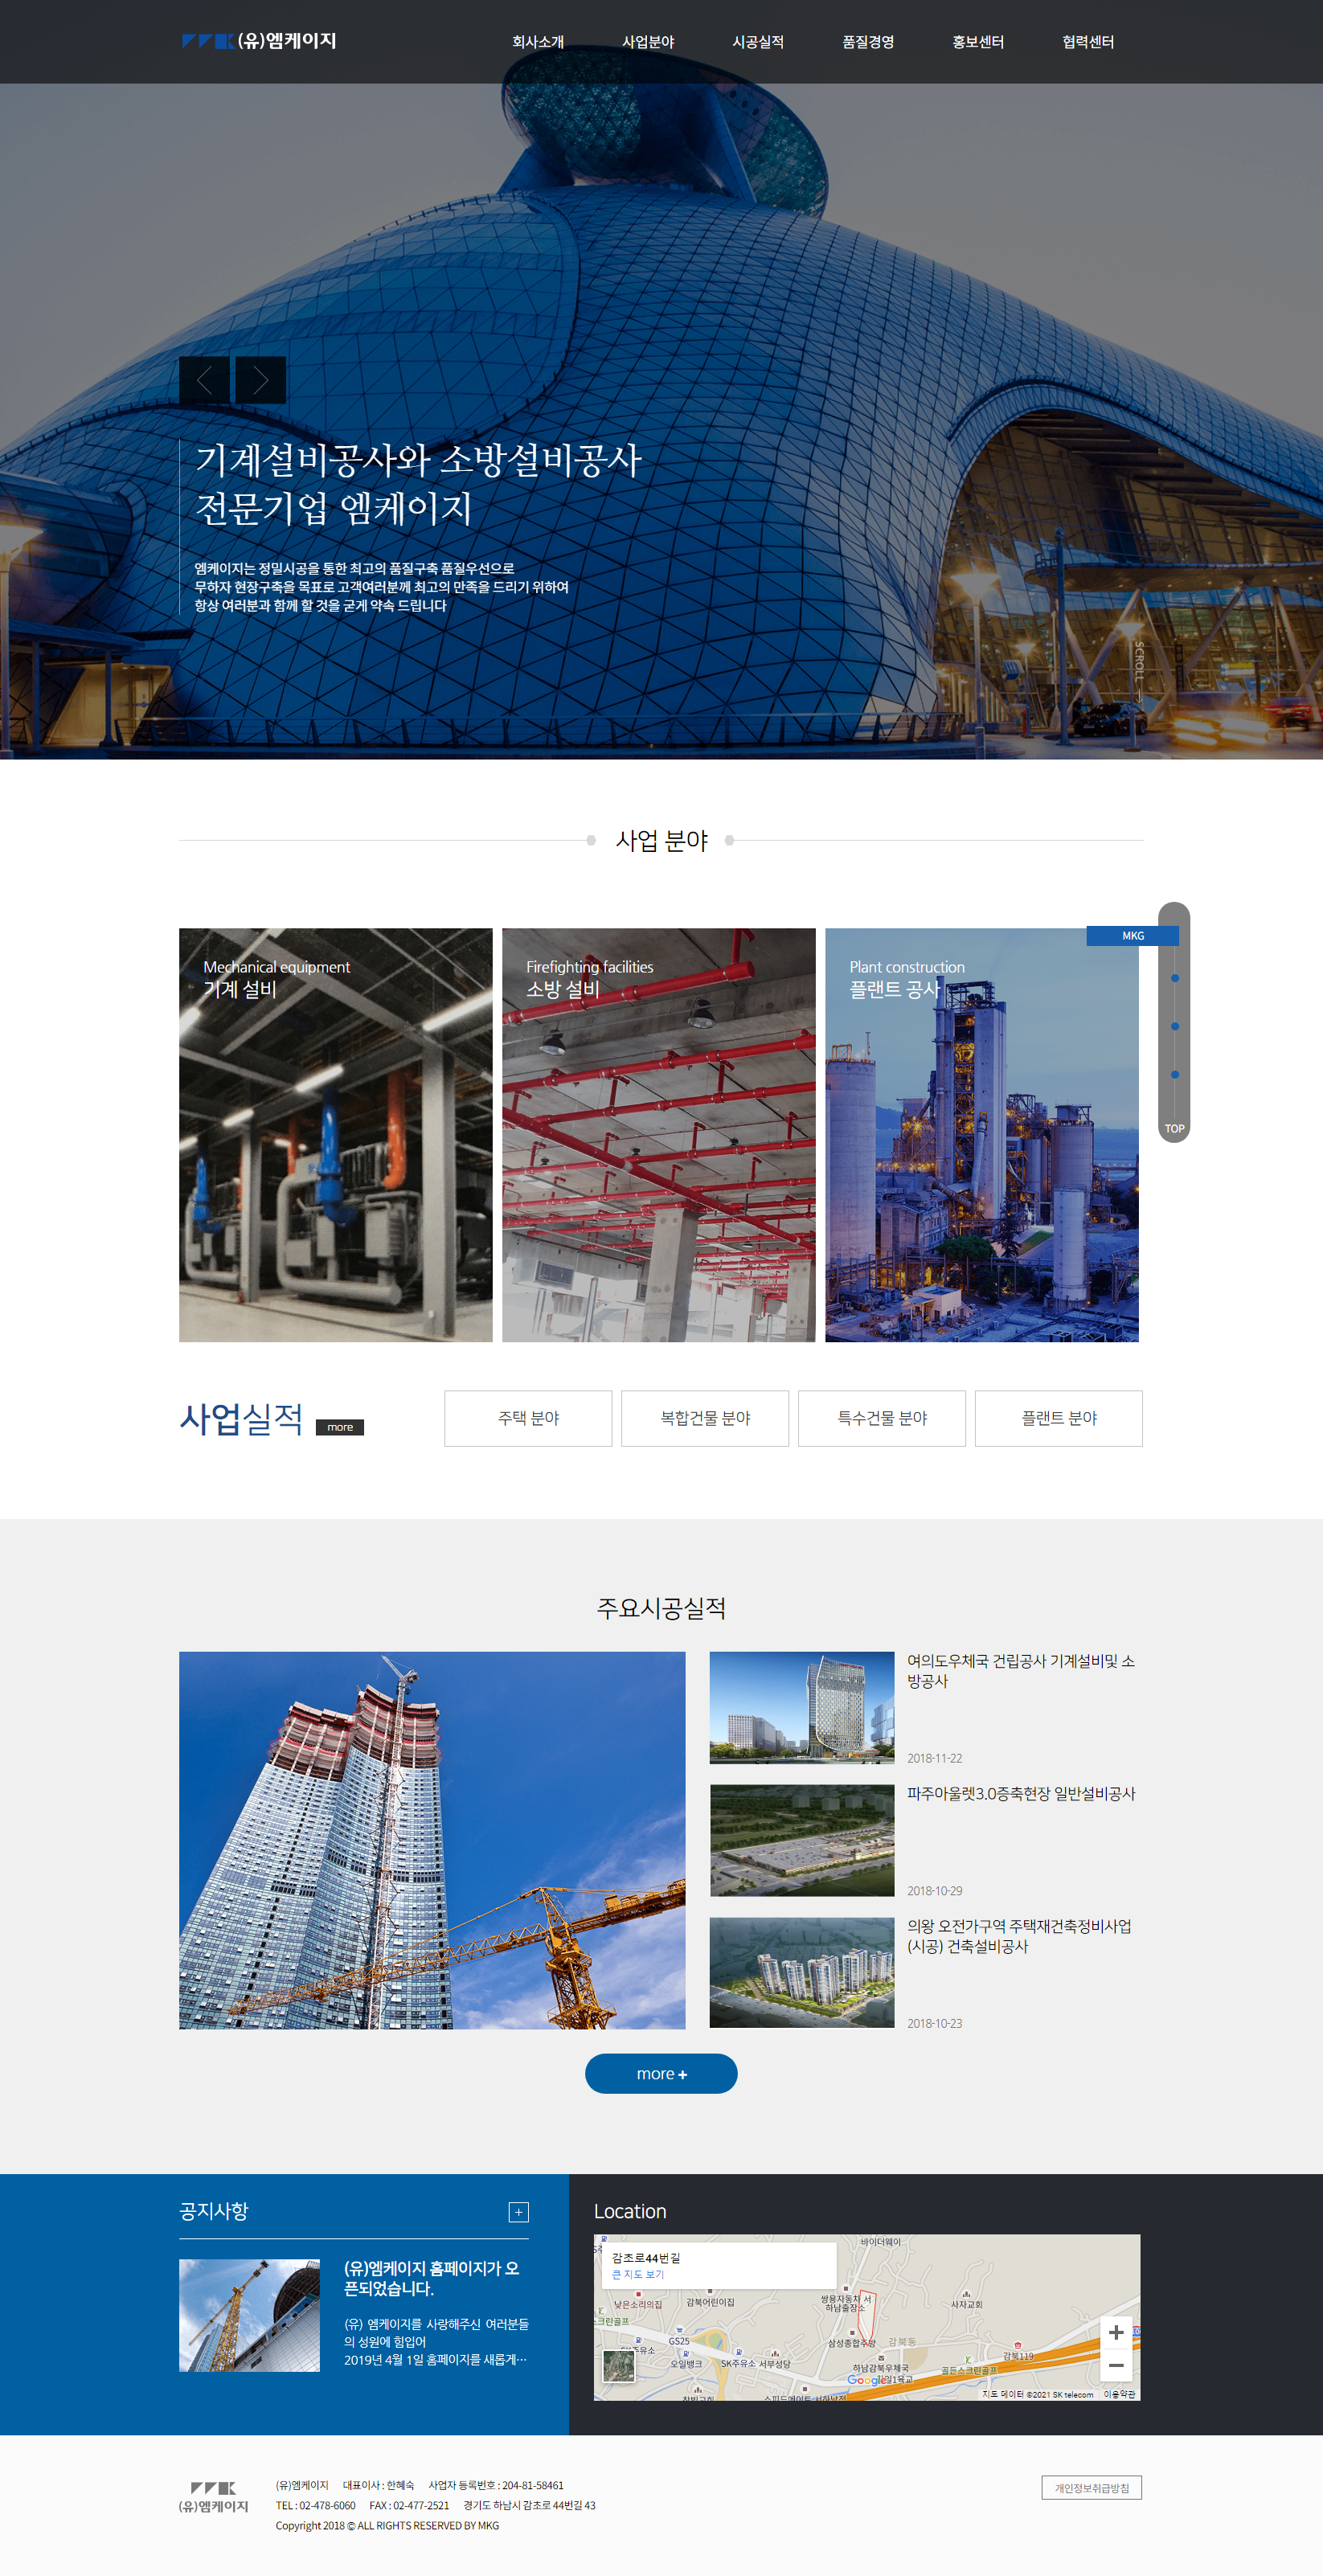 (유)엠케이지
회사소개
사업분야
시공실적
품질경영
홍보센터
협력센터
기계설비공사와 소방설비공사
전문기업 엠케이지
엠케이지는 정밀시공을 통한 최고의 품질구축 품질우선으로
무하자 현장구축을 목표로 고객여러분께 최고의 만족을 드리기 위하여
항상 여러분과 함께 할 것을 굳게 약속 드립니다
SCROLL
사업 분야
MKG
TOP
Mechanical equipment
기계 설비
Firefighting facilities
소방 설비
Plant construction
플랜트 공사
사업실적
more
주택 분야
복합건물 분야
특수건물 분야
플랜트 분야
주요시공실적
여의도우체국 건립공사 기계설비및 소
방공사
2018-11-22
파주아울렛3.0증축현장 일반설비공사
2018-10-29
의왕 오전가구역 주택재건축정비사업
(시공) 건축설비공사
2018-10-23
more +
공지사항
+
(유)엠케이지 홈페이지가 오
픈되었습니다.
(유) 엠케이지를 사랑해주신 여러분들
의 성원에 힘입어
2019년 4월 1일 홈페이지를 새롭게…
Location
바이더웨이
감초로44번길
큰 지도 보기
낮은소리의집
감북어린이집
쌍용자동차 서
하남출장소
사자교회
스크린골프
GS25
삼성종합주방
감북동
SK주유소
오일뱅크
SK주유소
서부성당
하남감북우체국
골든스크린골프
감북119
Google
지도 데이터 ©2021 SK telecom
이용약관
(유)엠케이지
(유)엠케이지 대표이사 : 한혜숙 사업자 등록번호 : 204-81-58461
TEL : 02-478-6060 FAX : 02-477-2521 경기도 하남시 감초로 44번길 43
Copyright 2018 © ALL RIGHTS RESERVED BY MKG
개인정보취급방침